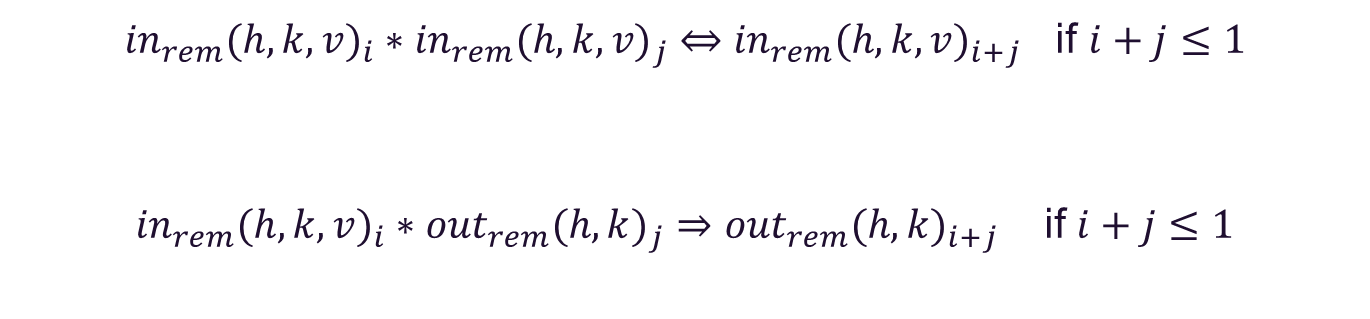 in_rem(h, k, v)_i * in_rem(h, k, v)_j ⇔ in_rem(h, k, v)_{i+j} if i + j ≤ 1
in_rem(h, k, v)_i * out_rem(h, k)_j ⇒ out_rem(h, k)_{i+j} if i + j ≤ 1